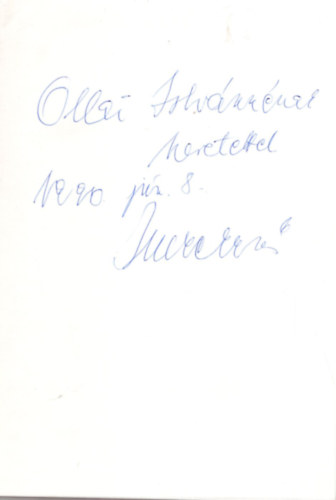 Ollai Istvánnénak
szeretettel
1990. jún. 8.